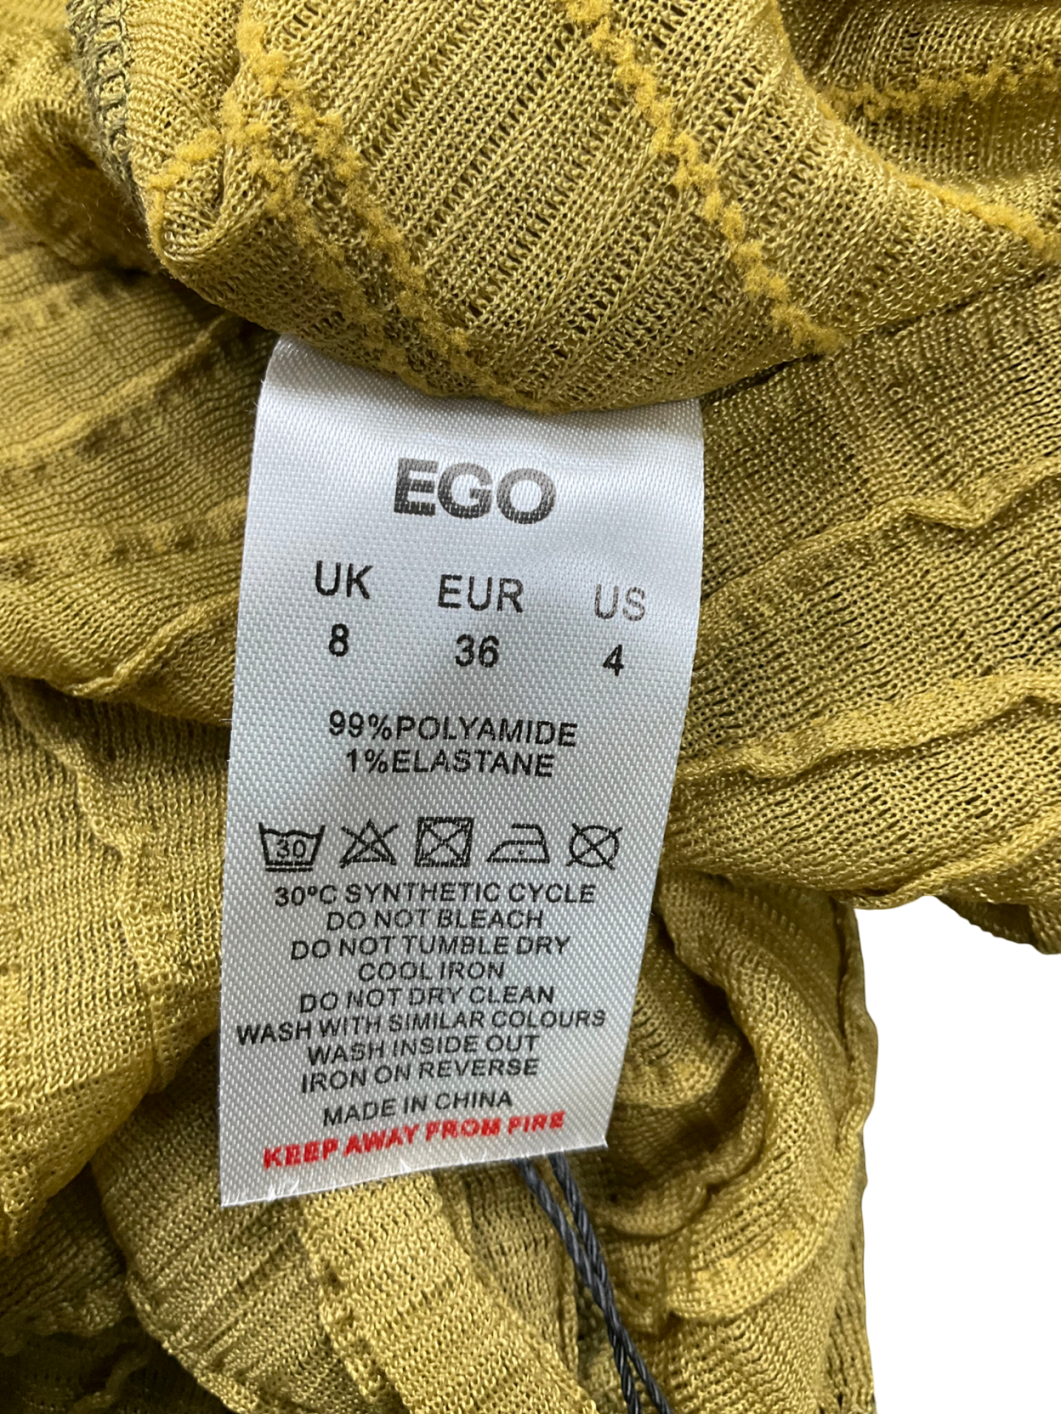 EGO
UK EUR US
8 36 4
99%POLYAMIDE
1%ELASTANE
30
30°C SYNTHETIC CYCLE
DO NOT BLEACH
DO NOT TUMBLE DRY
COOL IRON
DO NOT DRY CLEAN
WASH WITH SIMILAR COLOURS
WASH INSIDE OUT
IRON ON REVERSE
MADE IN CHINA
KEEP AWAY FROM FIRE